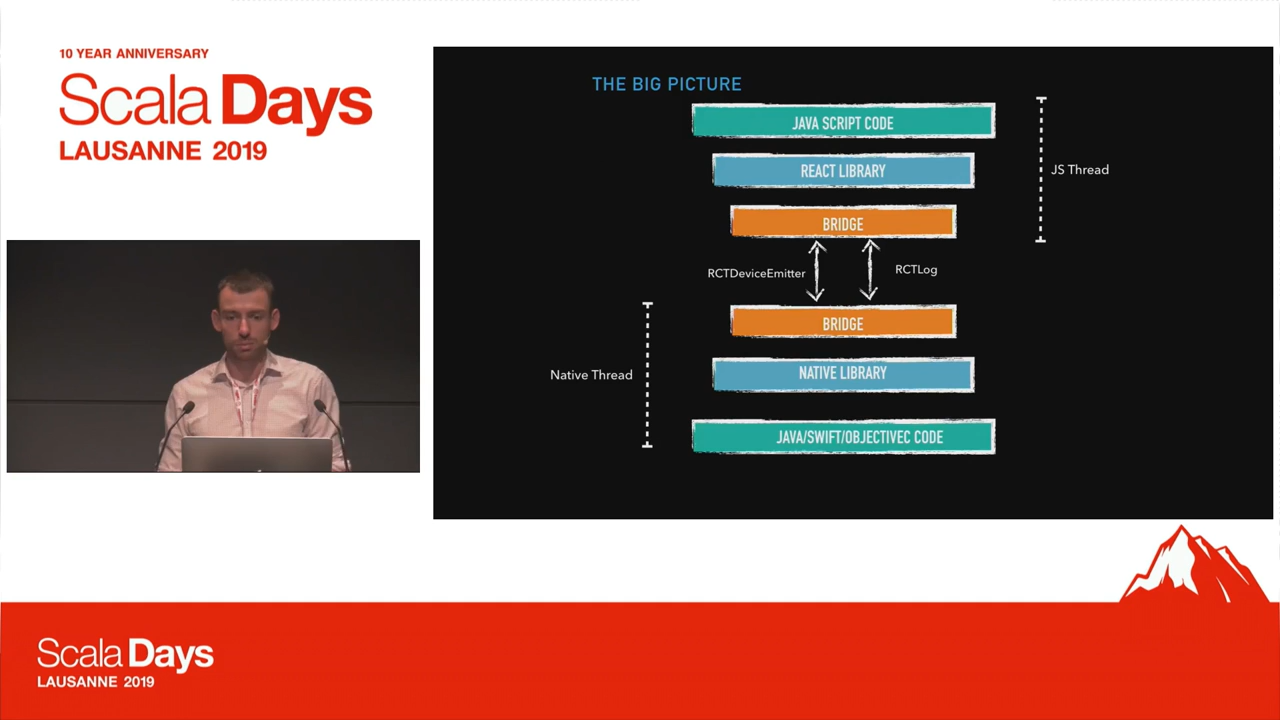 10 YEAR ANNIVERSARY
Scala Days
LAUSANNE 2019
THE BIG PICTURE
JAVA SCRIPT CODE
REACT LIBRARY
JS Thread
BRIDGE
RCTDeviceEmitter
RCTLog
BRIDGE
Native Thread
NATIVE LIBRARY
JAVA/SWIFT/OBJECTIVEC CODE
Scala Days
LAUSANNE 2019